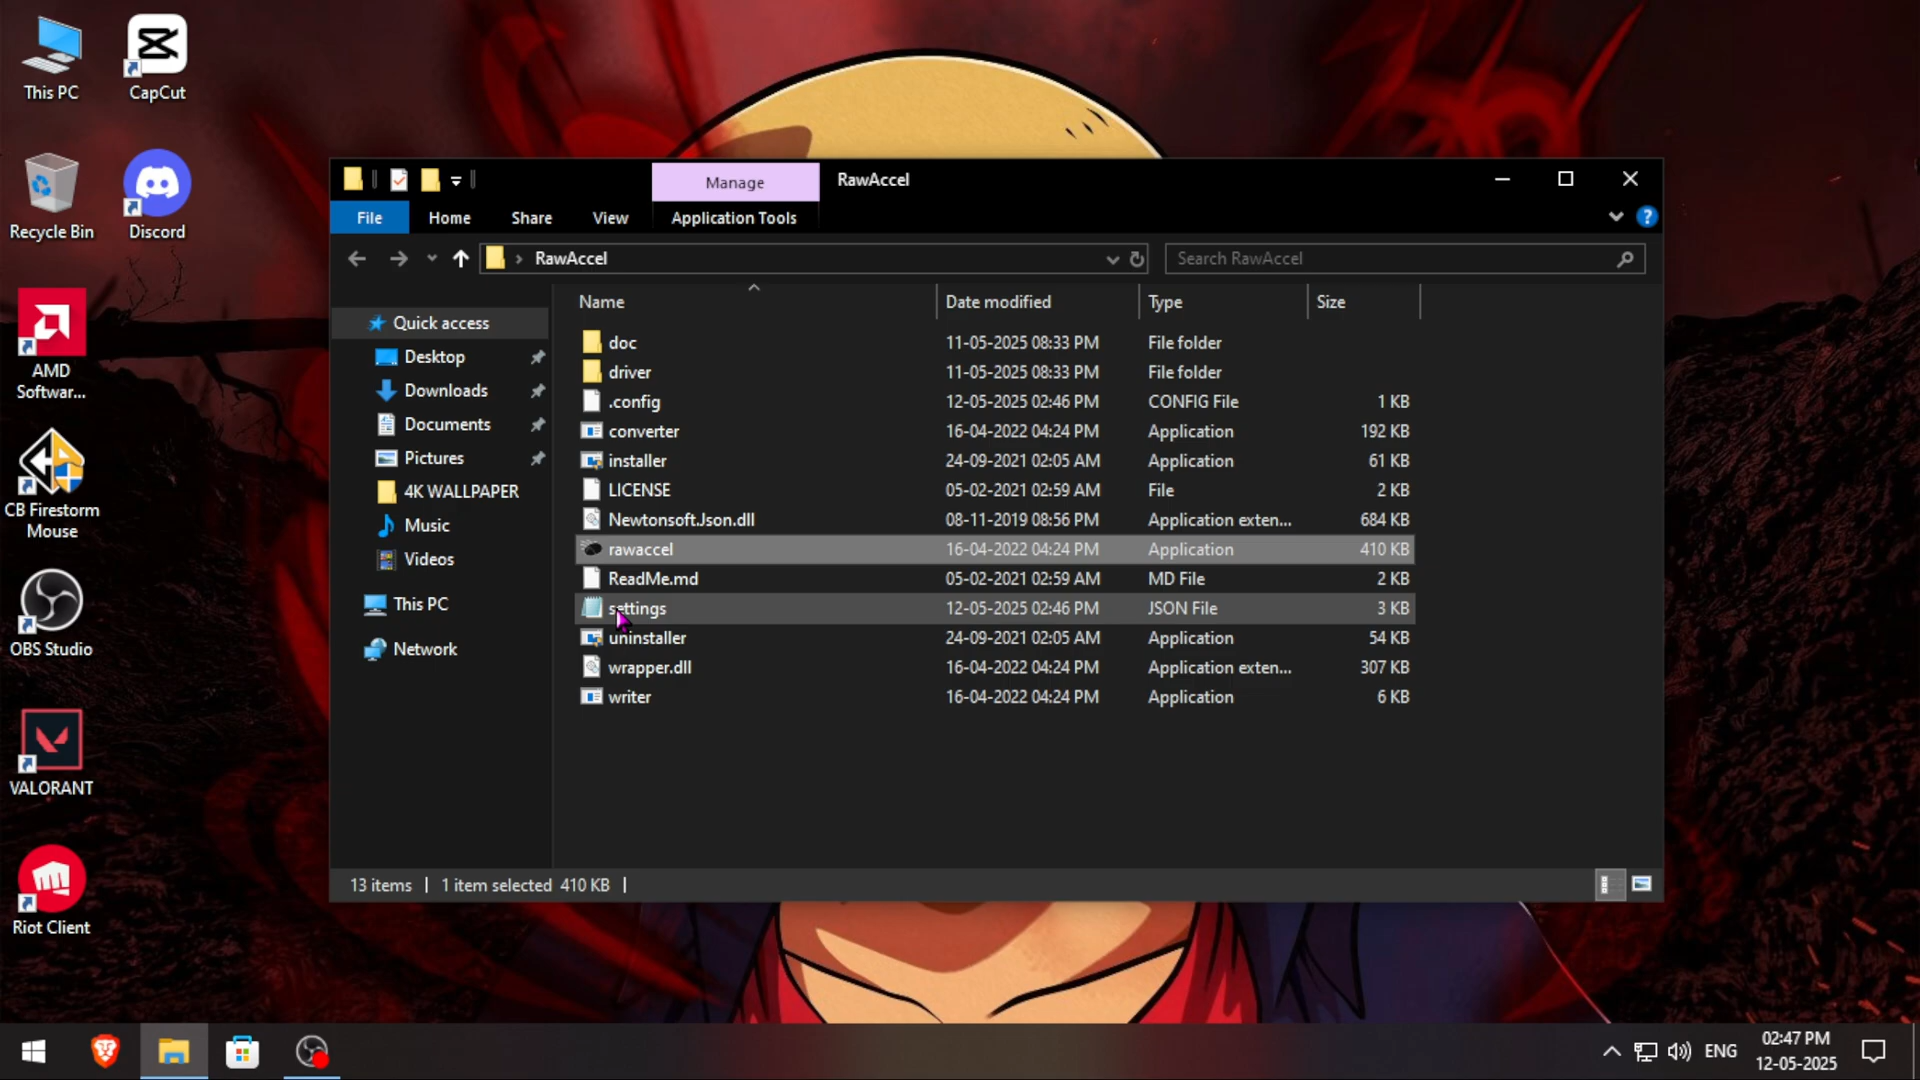 This PC
CapCut
Recycle Bin
Discord
AMD
Softwar...
CB Firestorm
Mouse
OBS Studio
VALORANT
Riot Client
Manage
RawAccel
File
Home
Share
View
Application Tools
RawAccel
Search RawAccel
Quick access
Desktop
Downloads
Documents
Pictures
4K WALLPAPER
Music
Videos
This PC
Network
Name Date modified Type Size
doc 11-05-2025 08:33 PM File folder
driver 11-05-2025 08:33 PM File folder
.config 12-05-2025 02:46 PM CONFIG File 1 KB
converter 16-04-2022 04:24 PM Application 192 KB
installer 24-09-2021 02:05 AM Application 61 KB
LICENSE 05-02-2021 02:59 AM File 2 KB
Newtonsoft.Json.dll 08-11-2019 08:56 PM Application exten... 684 KB
rawaccel 16-04-2022 04:24 PM Application 410 KB
ReadMe.md 05-02-2021 02:59 AM MD File 2 KB
settings 12-05-2025 02:46 PM JSON File 3 KB
uninstaller 24-09-2021 02:05 AM Application 54 KB
wrapper.dll 16-04-2022 04:24 PM Application exten... 307 KB
writer 16-04-2022 04:24 PM Application 6 KB
13 items 1 item selected 410 KB
ENG
02:47 PM
12-05-2025